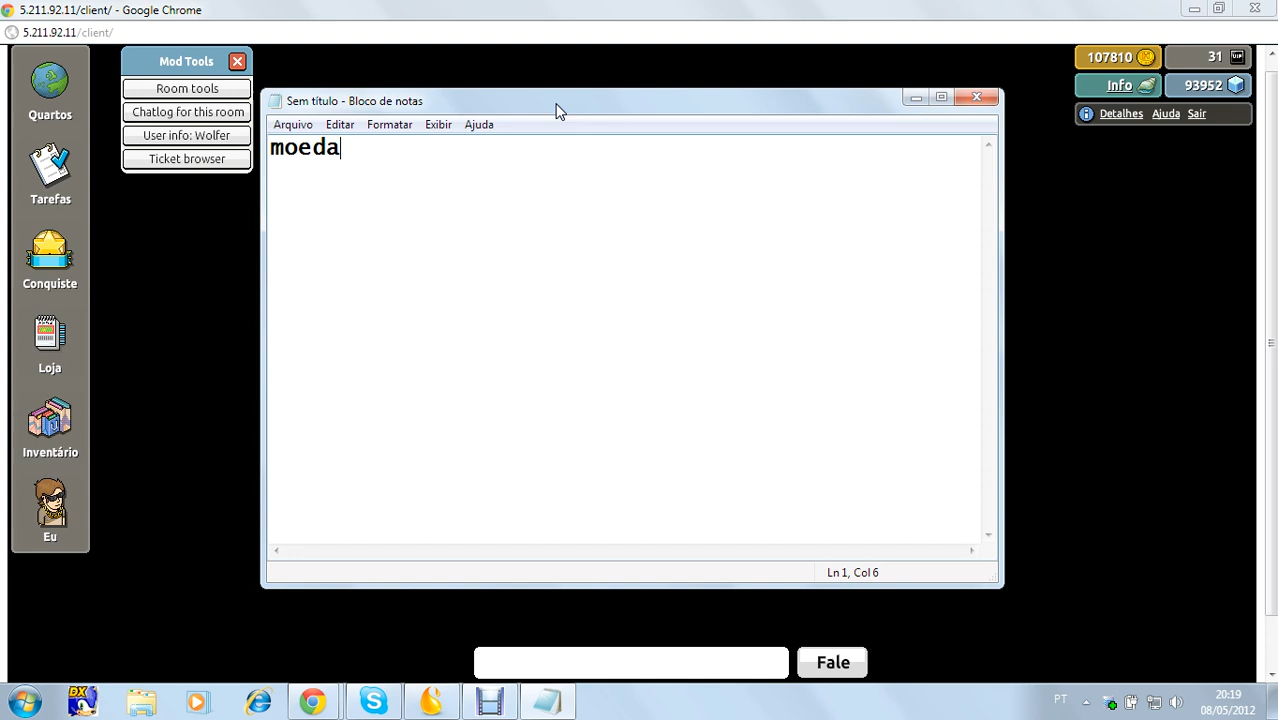 5.211.92.11/client/ - Google Chrome
5.211.92.11/client/
Mod Tools
Room tools
Chatlog for this room
User info: Wolfer
Ticket browser
Quartos
Tarefas
Conquiste
Loja
Inventário
Eu
107810
31
VIP
Info
93952
Detalhes Ajuda Sair
Sem título - Bloco de notas
Arquivo Editar Formatar Exibir Ajuda
moeda
Ln 1, Col 6
Fale
DX
PT
20:19
08/05/2012